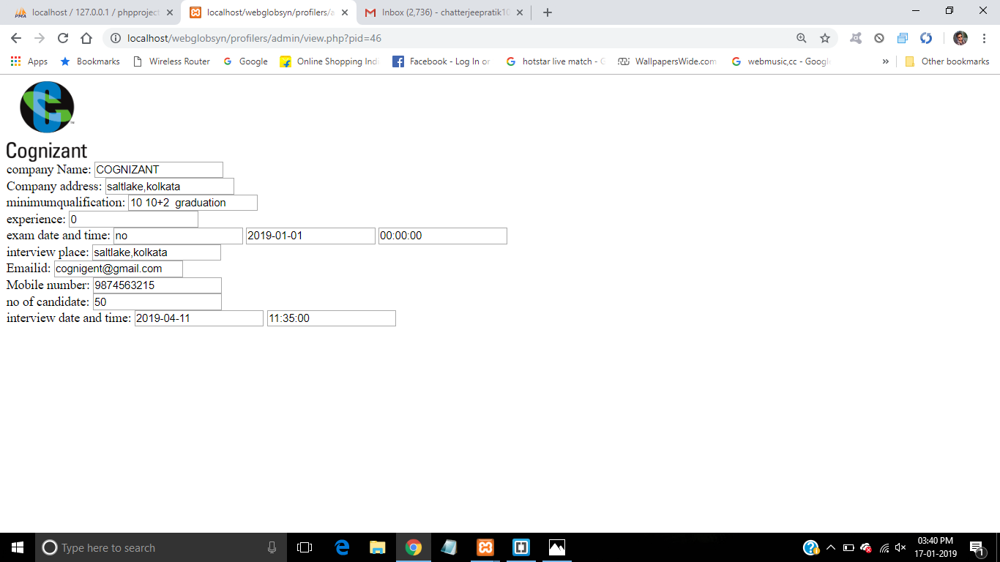 localhost / 127.0.0.1 / phpproject
localhost/webglobsyn/profilers/a
Inbox (2,736) - chatterjeepratik10
localhost/webglobsyn/profilers/admin/view.php?pid=46
Apps
Bookmarks
Wireless Router
Google
Online Shopping Indi
Facebook - Log In or
hotstar live match - G
WallpapersWide.com
webmusic,cc - Googl
»
Other bookmarks
Cognizant
company Name: COGNIZANT
Company address: saltlake,kolkata
minimumqualification: 10 10+2  graduation
experience: 0
exam date and time: no 2019-01-01 00:00:00
interview place: saltlake,kolkata
Emailid: cognigent@gmail.com
Mobile number: 9874563215
no of candidate: 50
interview date and time: 2019-04-11 11:35:00
Type here to search
03:40 PM
17-01-2019
1